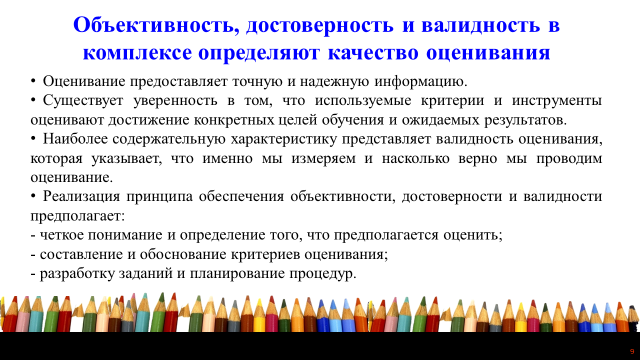 Объективность, достоверность и валидность в
комплексе определяют качество оценивания
• Оценивание предоставляет точную и надежную информацию.
• Существует уверенность в том, что используемые критерии и инструменты
оценивают достижение конкретных целей обучения и ожидаемых результатов.
• Наиболее содержательную характеристику представляет валидность оценивания,
которая указывает, что именно мы измеряем и насколько верно мы проводим
оценивание.
• Реализация принципа обеспечения объективности, достоверности и валидности
предполагает:
- четкое понимание и определение того, что предполагается оценить;
- составление и обоснование критериев оценивания;
- разработку заданий и планирование процедур.